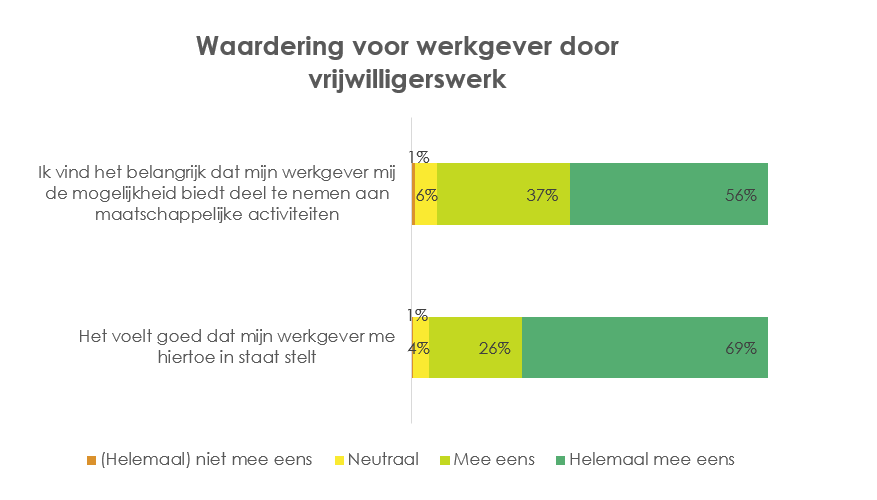 Waardering voor werkgever door
vrijwilligerswerk
Ik vind het belangrijk dat mijn werkgever mij
de mogelijkheid biedt deel te nemen aan
maatschappelijke activiteiten
1%
6%
37%
56%
Het voelt goed dat mijn werkgever me
hiertoe in staat stelt
1%
4%
26%
69%
(Helemaal) niet mee eens
Neutraal
Mee eens
Helemaal mee eens